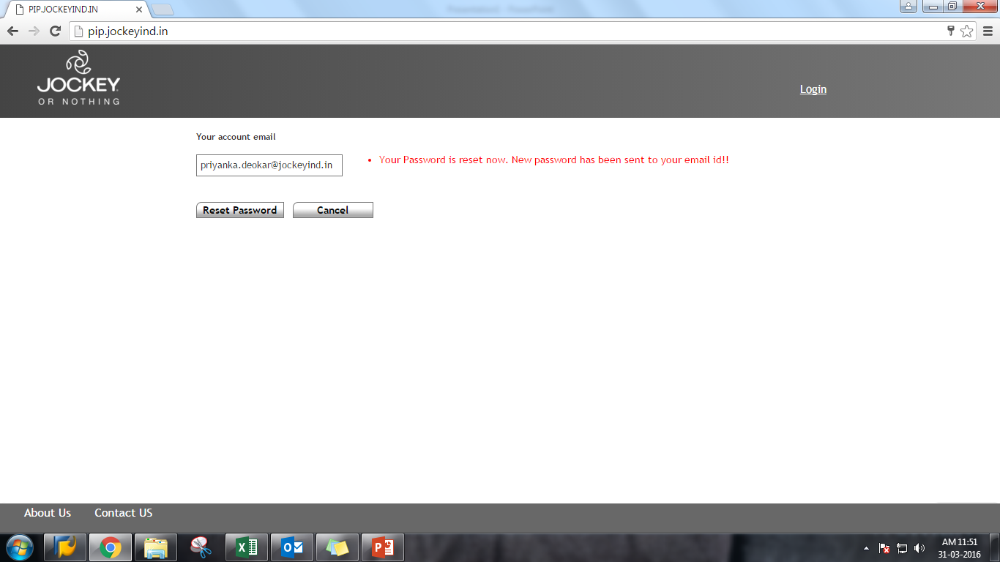 PIP.JOCKEYIND.IN
pip.jockeyind.in
JOCKEY
OR NOTHING
Login
Your account email
priyanka.deokar@jockeyind.in
Your Password is reset now. New password has been sent to your email id!!
Reset Password
Cancel
About Us
Contact US
AM 11:51
31-03-2016